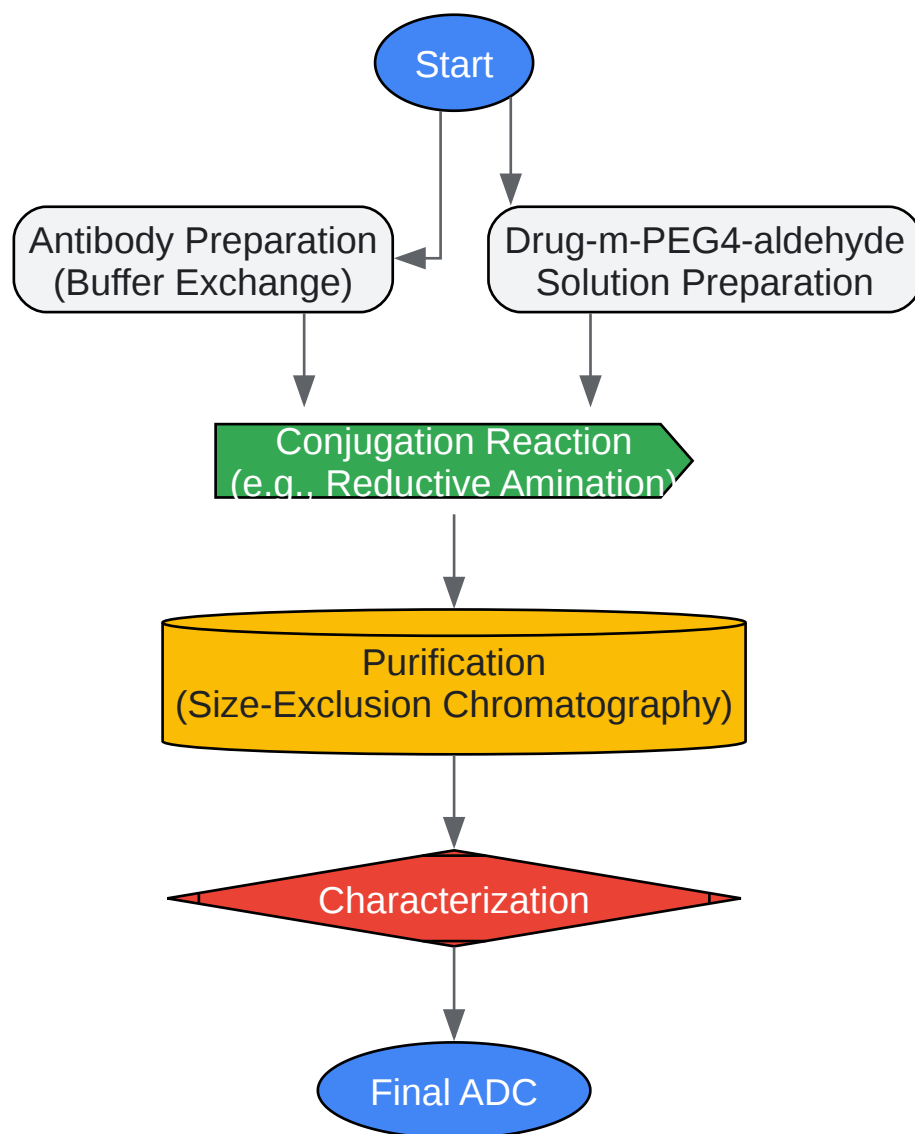 Start
Antibody Preparation
(Buffer Exchange)
Drug-m-PEG4-aldehyde
Solution Preparation
Conjugation Reaction
(e.g., Reductive Amination)
Purification
(Size-Exclusion Chromatography)
Characterization
Final ADC